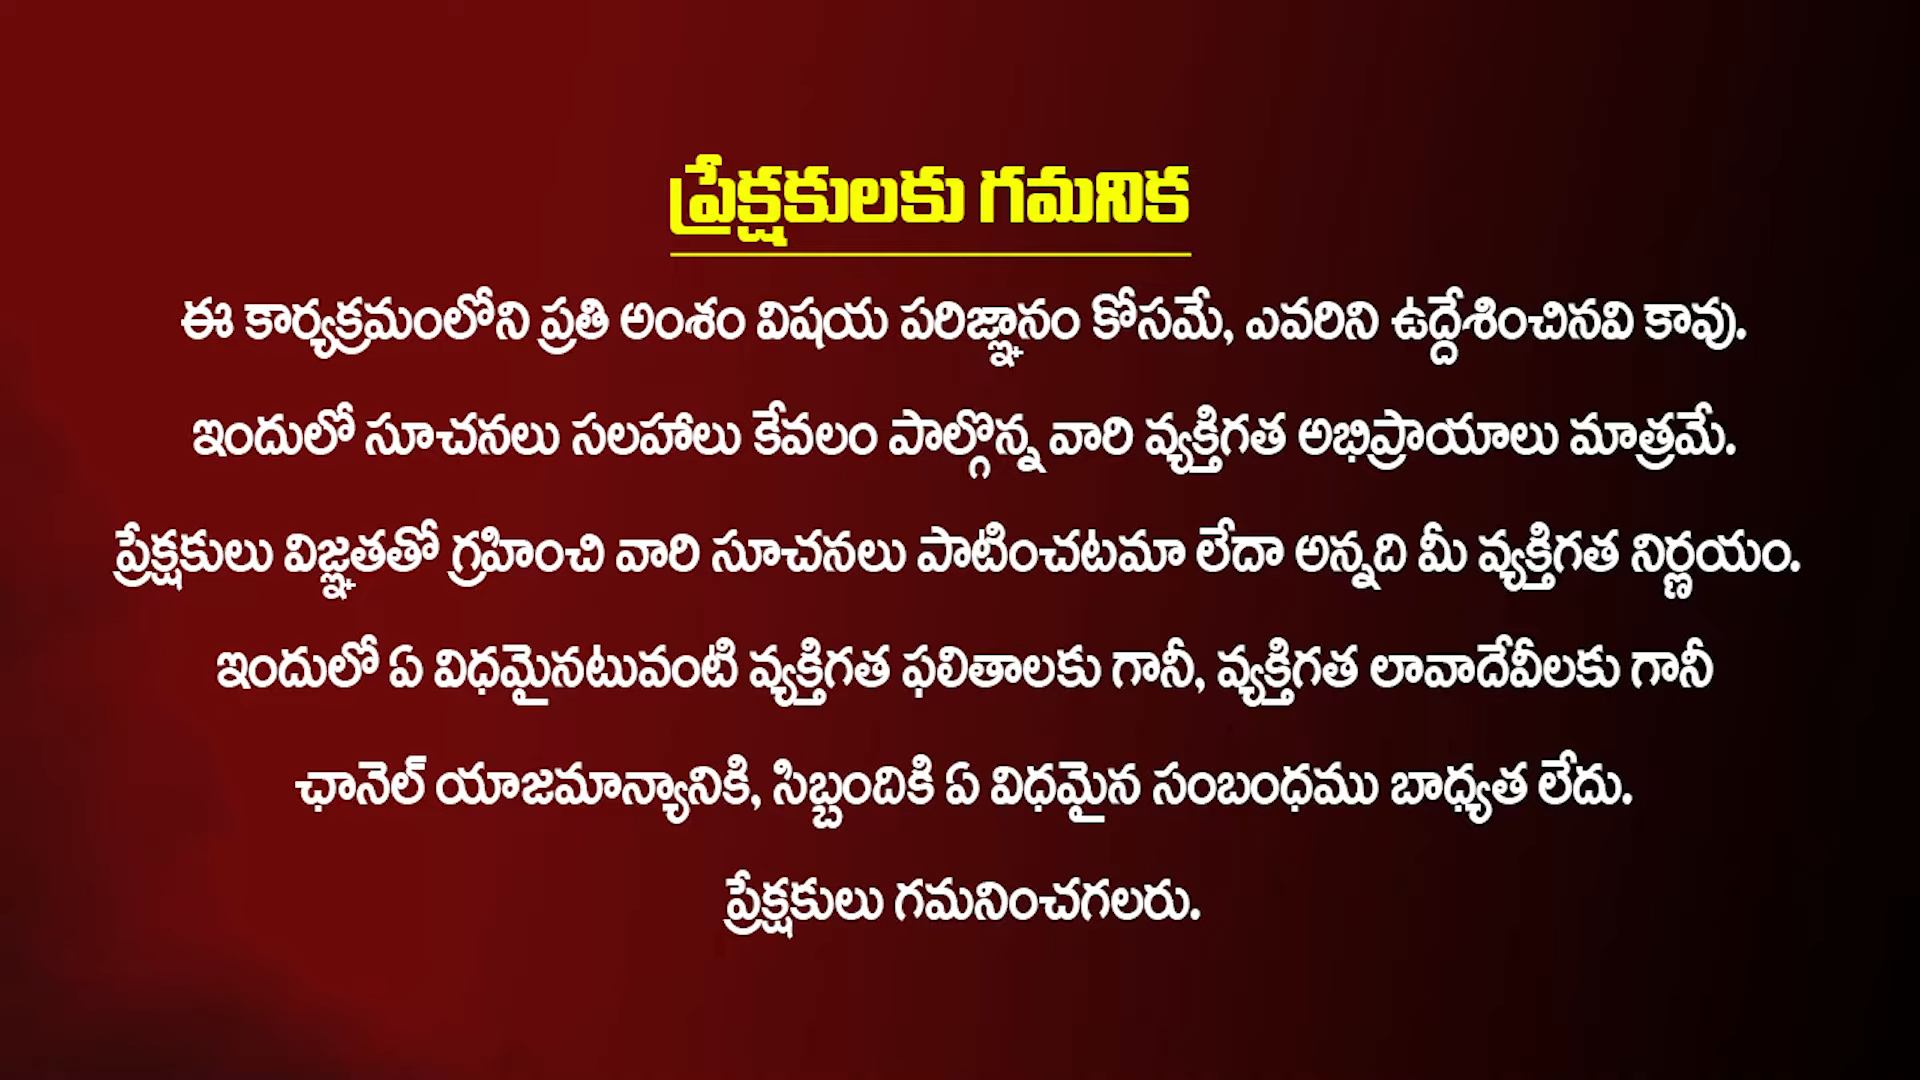 ప్రేక్షకులకు గమనిక
ఈ కార్యక్రమంలోని ప్రతి అంశం విషయ పరిజ్ఞానం కోసమే, ఎవరిని ఉద్దేశించినవి కావు.
ఇందులో సూచనలు సలహాలు కేవలం పాల్గొన్న వారి వ్యక్తిగత అభిప్రాయాలు మాత్రమే.
ప్రేక్షకులు విజ్ఞతతో గ్రహించి వారి సూచనలు పాటించటమా లేదా అన్నది మీ వ్యక్తిగత నిర్ణయం.
ఇందులో ఏ విధమైనటువంటి వ్యక్తిగత ఫలితాలకు గానీ, వ్యక్తిగత లావాదేవీలకు గానీ
ఛానెల్ యాజమాన్యానికి, సిబ్బందికి ఏ విధమైన సంబంధము బాధ్యత లేదు.
ప్రేక్షకులు గమనించగలరు.